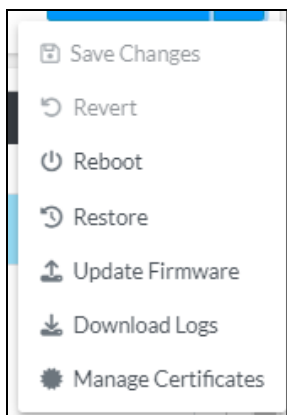 Save Changes
Revert
Reboot
Restore
Update Firmware
Download Logs
Manage Certificates